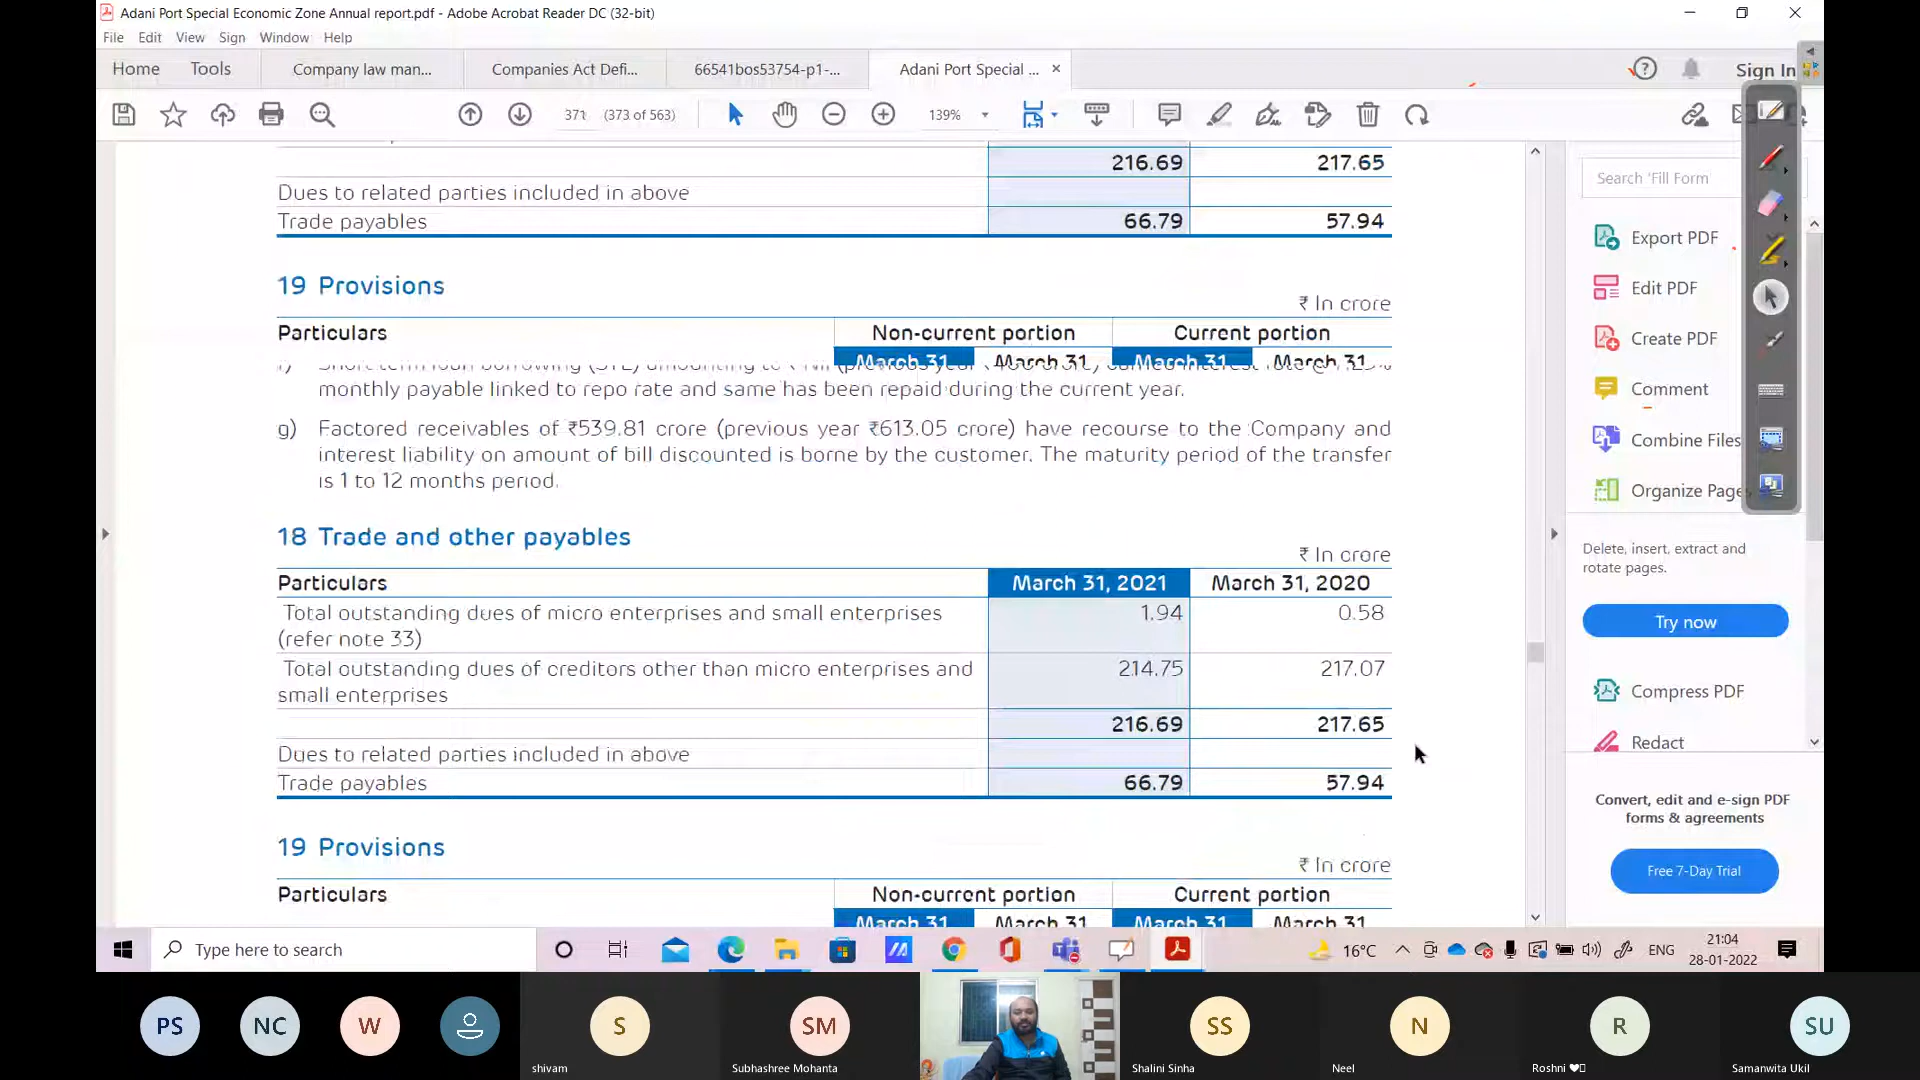 Adani Port Special Economic Zone Annual report.pdf - Adobe Acrobat Reader DC (32-bit)
File Edit View Sign Window Help
Home Tools Company law man... Companies Act Defi... 66541bos53754-p1-... Adani Port Special ... × Sign In
371 (373 of 563) 139%
216.69 217.65
Dues to related parties included in above
Trade payables 66.79 57.94
19 Provisions
₹ In crore
Particulars Non-current portion Current portion
March 31, March 31, March 31, March 31,
monthly payable linked to repo rate and same has been repaid during the current year.
g) Factored receivables of ₹539.81 crore (previous year ₹613.05 crore) have recourse to the Company and
interest liability on amount of bill discounted is borne by the customer. The maturity period of the transfer
is 1 to 12 months period.
18 Trade and other payables
₹ In crore
Particulars March 31, 2021 March 31, 2020
Total outstanding dues of micro enterprises and small enterprises 1.94 0.58
(refer note 33)
Total outstanding dues of creditors other than micro enterprises and 214.75 217.07
small enterprises
216.69 217.65
Dues to related parties included in above
Trade payables 66.79 57.94
19 Provisions
₹ In crore
Particulars Non-current portion Current portion
March 31, March 31, March 31, March 31,
Search 'Fill Form
Export PDF
Edit PDF
Create PDF
Comment
Combine Files
Organize Page
Delete, insert, extract and
rotate pages.
Try now
Compress PDF
Redact
Convert, edit and e-sign PDF
forms & agreements
Free 7-Day Trial
Type here to search
16°C ENG 21:04
28-01-2022
PS NC W S SM SS N R SU
shivam Subhashree Mohanta Shalini Sinha Neel Roshni ❤ Samanwita Ukil